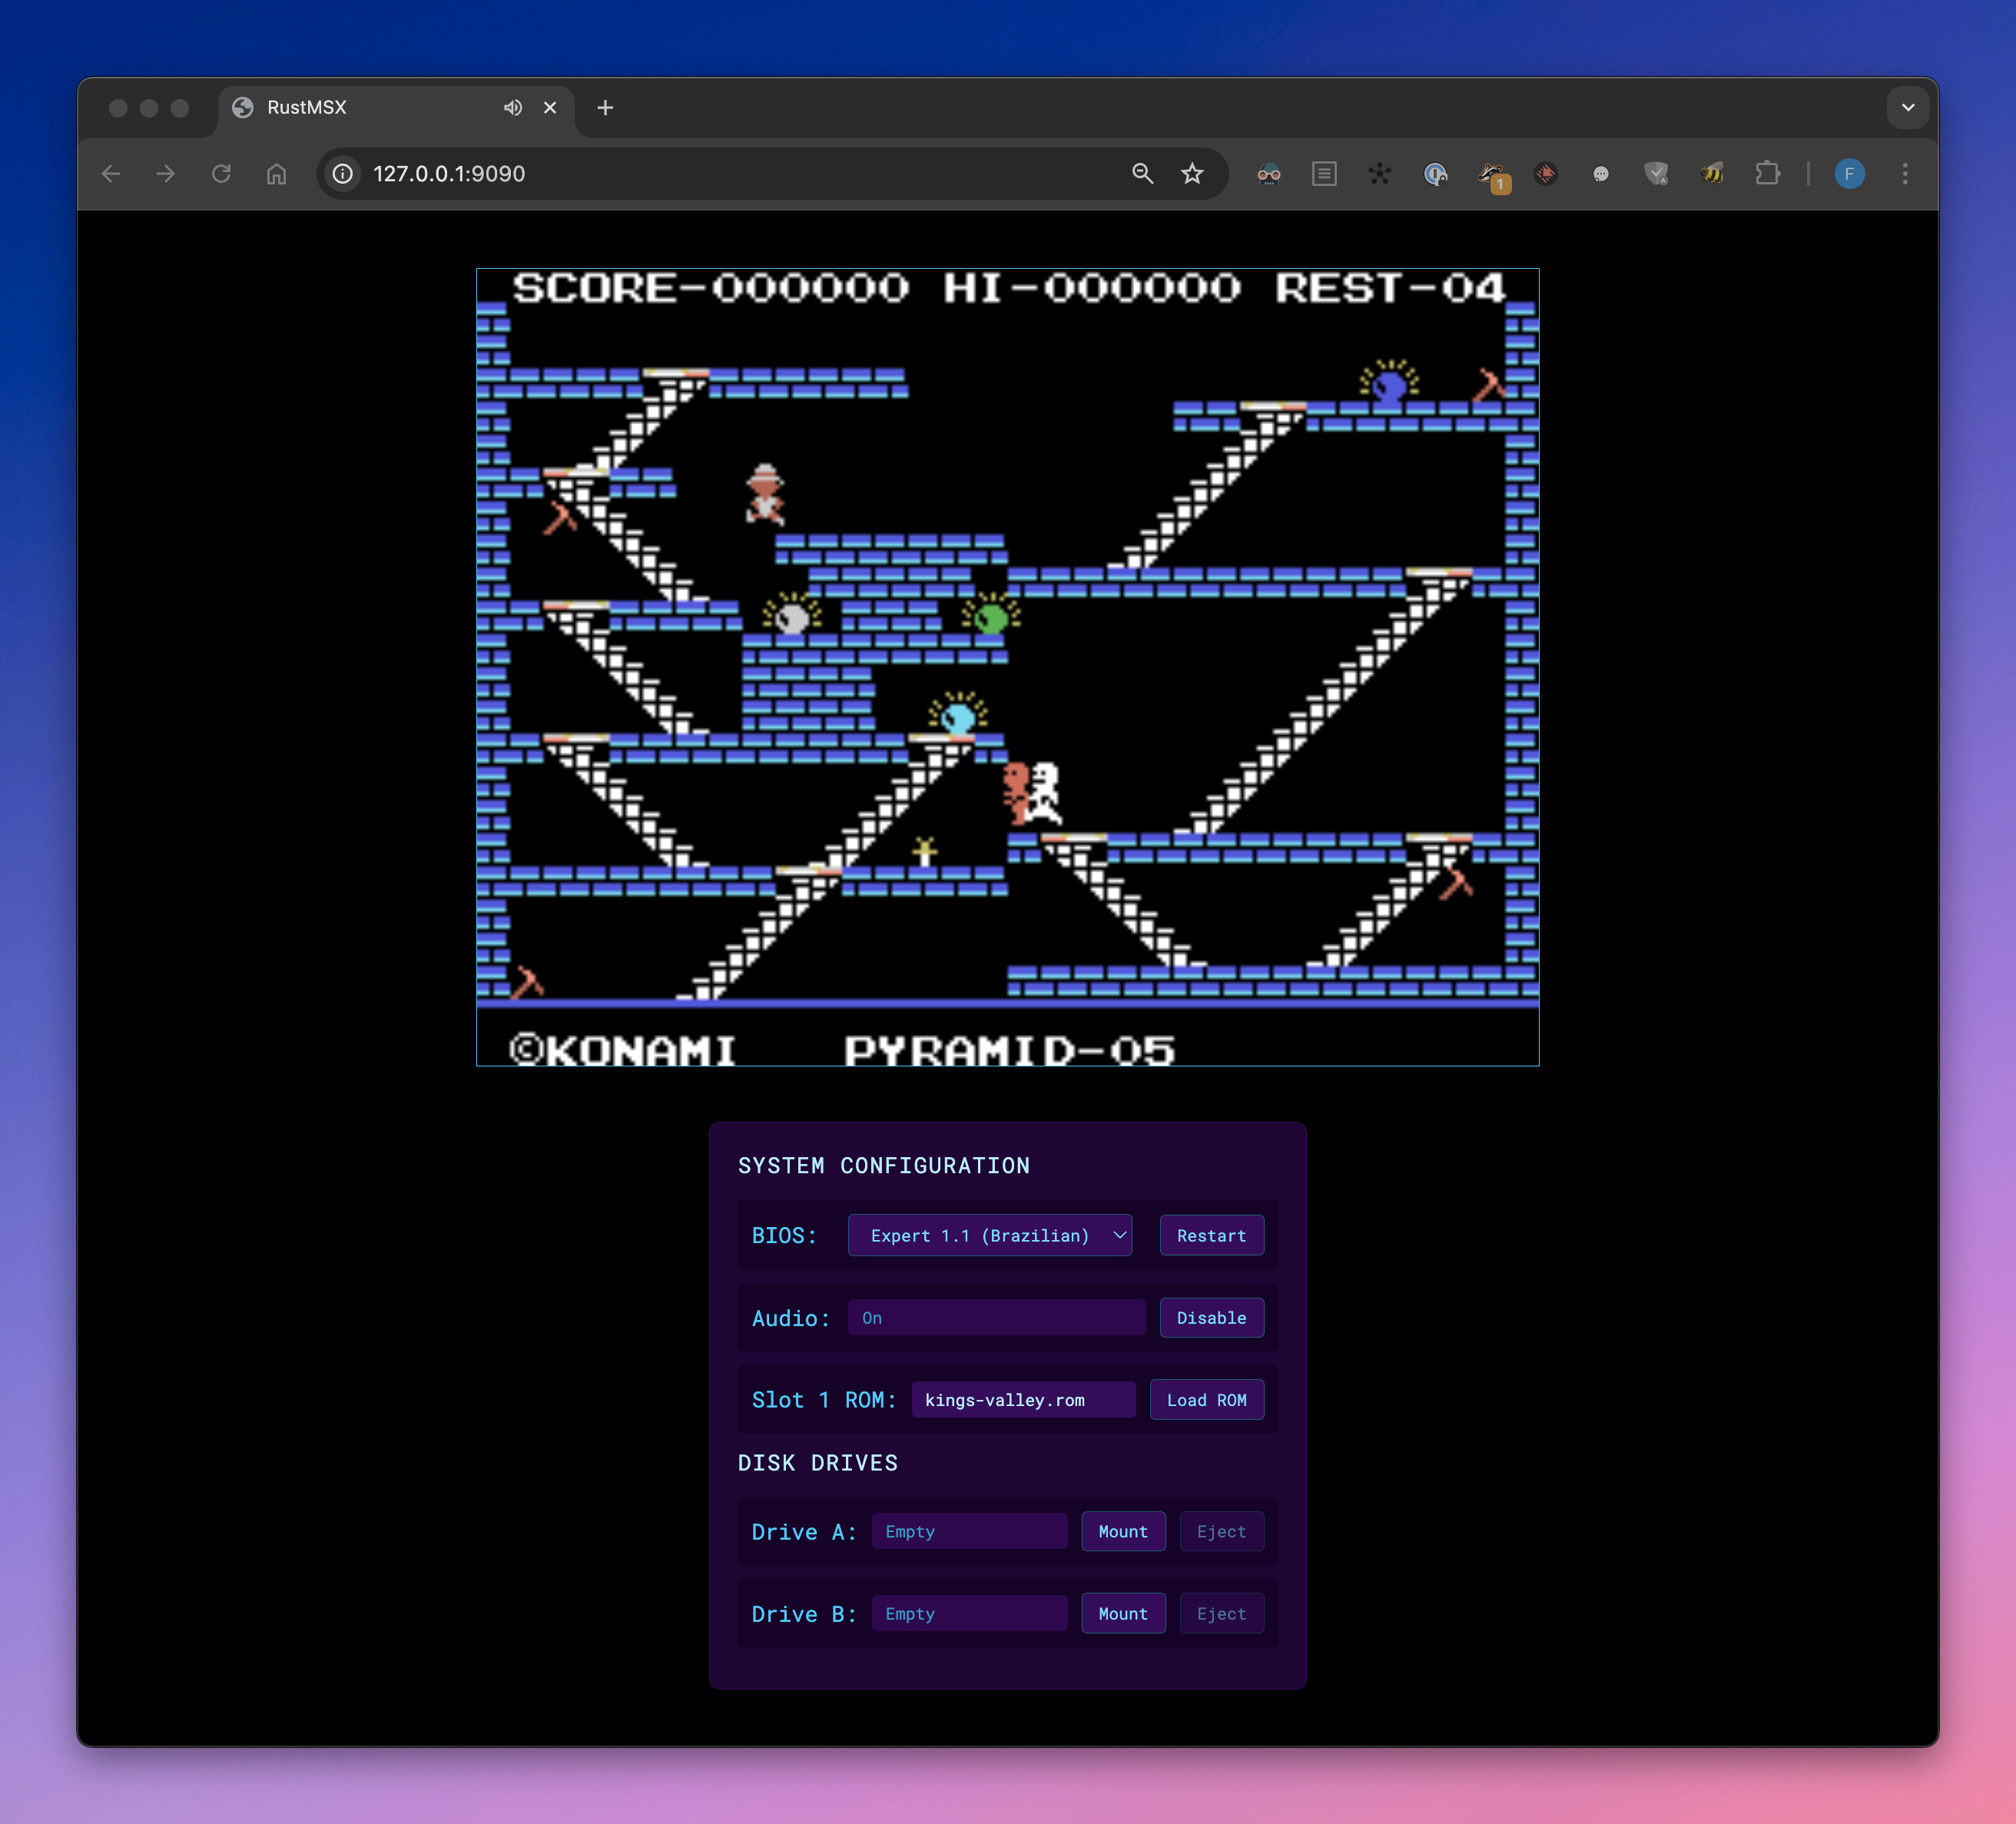 RustMSX
127.0.0.1:9090
1
F
SCORE-000000 HI-000000 REST-04
©KONAMI PYRAMID-05
SYSTEM CONFIGURATION
BIOS: Expert 1.1 (Brazilian) Restart
Audio: On Disable
Slot 1 ROM: kings-valley.rom Load ROM
DISK DRIVES
Drive A: Empty Mount Eject
Drive B: Empty Mount Eject